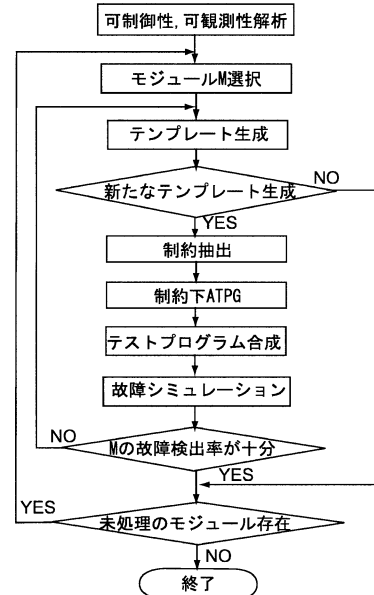 可制御性,可観測性解析
モジュールM選択
テンプレート生成
NO
新たなテンプレート生成
YES
制約抽出
制約下ATPG
テストプログラム合成
故障シミュレーション
NO
Mの故障検出率が十分
YES
YES
未処理のモジュール存在
NO
終了